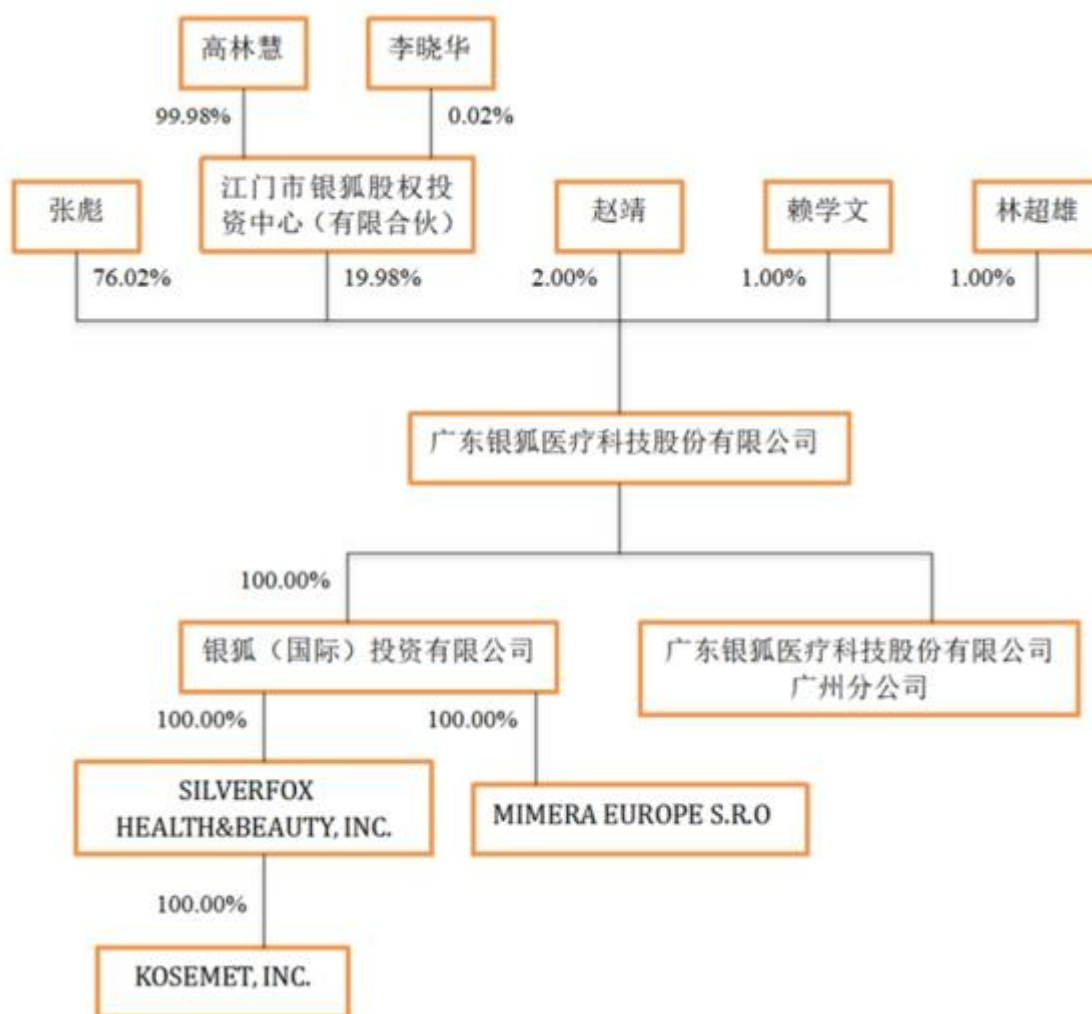 高林慧
李晓华
99.98%
0.02%
张彪
江门市银狐股权投
资中心（有限合伙）
赵靖
赖学文
林超雄
76.02%
19.98%
2.00%
1.00%
1.00%
广东银狐医疗科技股份有限公司
100.00%
银狐（国际）投资有限公司
广东银狐医疗科技股份有限公司
广州分公司
100.00%
100.00%
SILVERFOX
HEALTH&BEAUTY, INC.
MIMERA EUROPE S.R.O
100.00%
KOSEMET, INC.